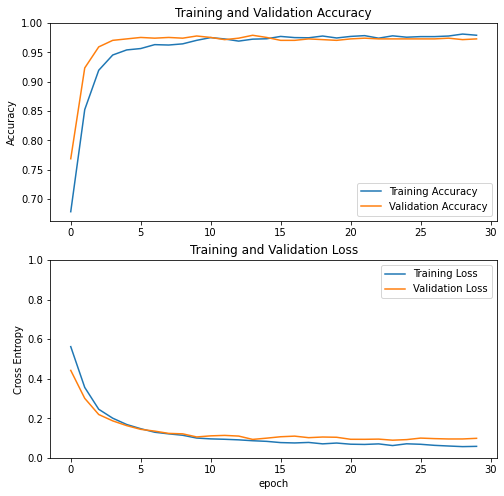 Training and Validation Accuracy
1.00
0.95
0.90
0.85
0.80
0.75
0.70
Accuracy
Training Accuracy
Validation Accuracy
0 5 10 15 20 25 30
Training and Validation Loss
1.0
0.8
0.6
0.4
0.2
0.0
Cross Entropy
Training Loss
Validation Loss
0 5 10 15 20 25 30
epoch